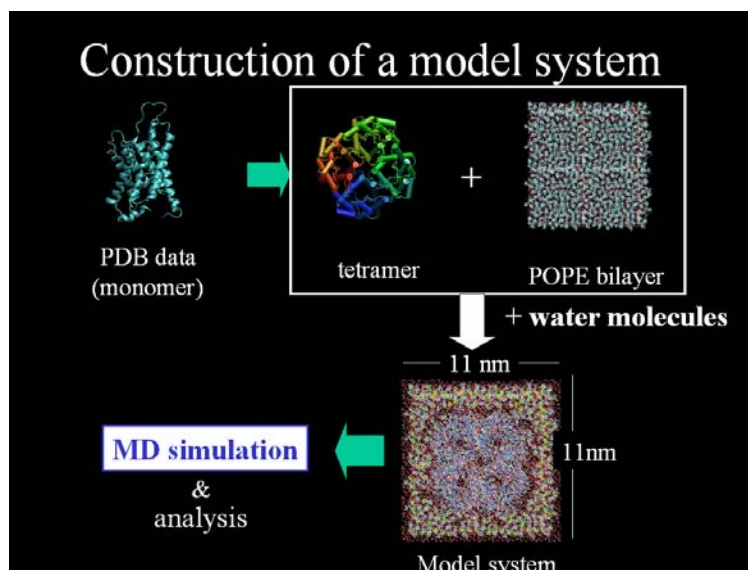 Construction of a model system
PDB data
(monomer)
+
tetramer
POPE bilayer
+ water molecules
11 nm
11nm
MD simulation
&
analysis
Model system